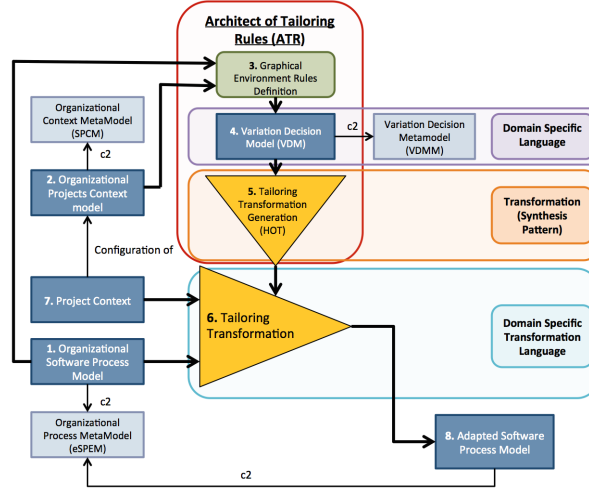 Architect of Tailoring
Rules (ATR)
3. Graphical
Environment Rules
Definition
Organizational
Context MetaModel
(SPCM)
4. Variation Decision
Model (VDM)
c2
Variation Decision
Metamodel
(VDMM)
Domain Specific
Language
c2
2. Organizational
Projects Context
model
5. Tailoring
Transformation
Generation
(HOT)
Transformation
(Synthesis
Pattern)
Configuration of
7. Project Context
6. Tailoring
Transformation
Domain Specific
Transformation
Language
1. Organizational
Software Process
Model
c2
Organizational
Process MetaModel
(eSPEM)
8. Adapted Software
Process Model
c2